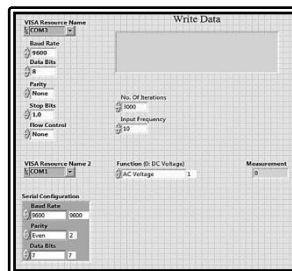 Write Data
VISA Resource Name
COM3
Baud Rate
9600
Data Bits
8
Parity
None
Stop Bits
1.0
Flow Control
None
No. Of Iterations
3000
Input Frequency
10
VISA Resource Name 2
COM1
Function (0: DC Voltage)
AC Voltage 1
Measurement
0
Serial Configuration
Baud Rate
9600 9600
Parity
Even 2
Data Bits
7 7